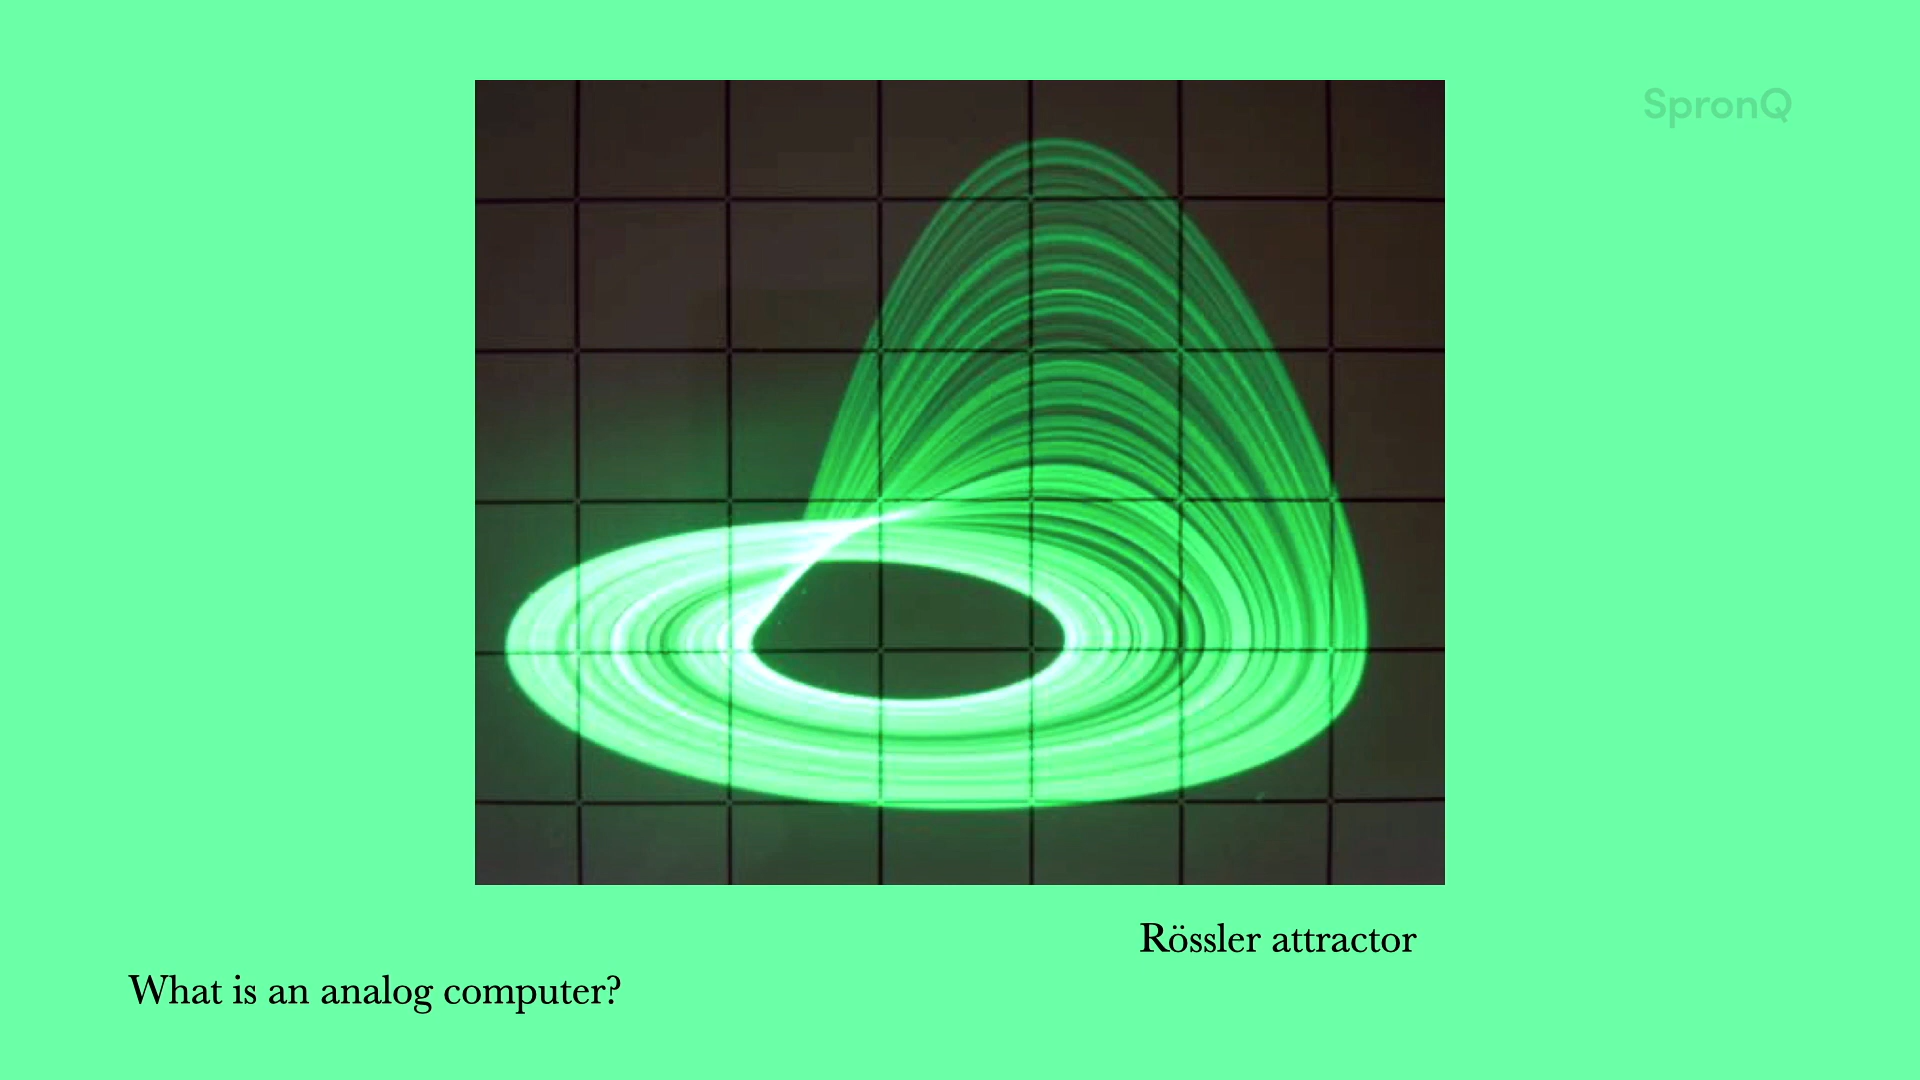 SpronQ
Rössler attractor
What is an analog computer?